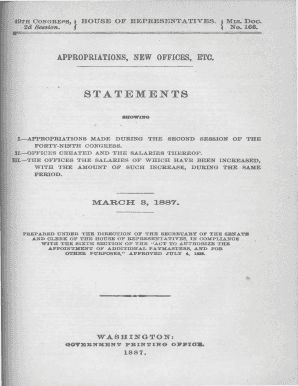 49TH CONGRESS, HOUSE OF REPRESENTATIVES. MIS. DOC.
2d Session. No. 166.
APPROPRIATIONS, NEW OFFICES, ETC.
STATEMENTS
SHOWING
I.—APPROPRIATIONS MADE DURING THE SECOND SESSION OF THE
FORTY-NINTH CONGRESS.
II.—OFFICES CREATED AND THE SALARIES THEREOF.
III.—THE OFFICES THE SALARIES OF WHICH HAVE BEEN INCREASED,
WITH THE AMOUNT OF SUCH INCREASE, DURING THE SAME
PERIOD.
MARCH 3, 1887.
PREPARED UNDER THE DIRECTION OF THE SECRETARY OF THE SENATE
AND CLERK OF THE HOUSE OF REPRESENTATIVES, IN COMPLIANCE
WITH THE SIXTH SECTION OF THE "ACT TO AUTHORIZE THE
APPOINTMENT OF ADDITIONAL PAYMASTERS, AND FOR
OTHER PURPOSES," APPROVED JULY 4, 1836.
WASHINGTON:
GOVERNMENT PRINTING OFFICE.
1887.